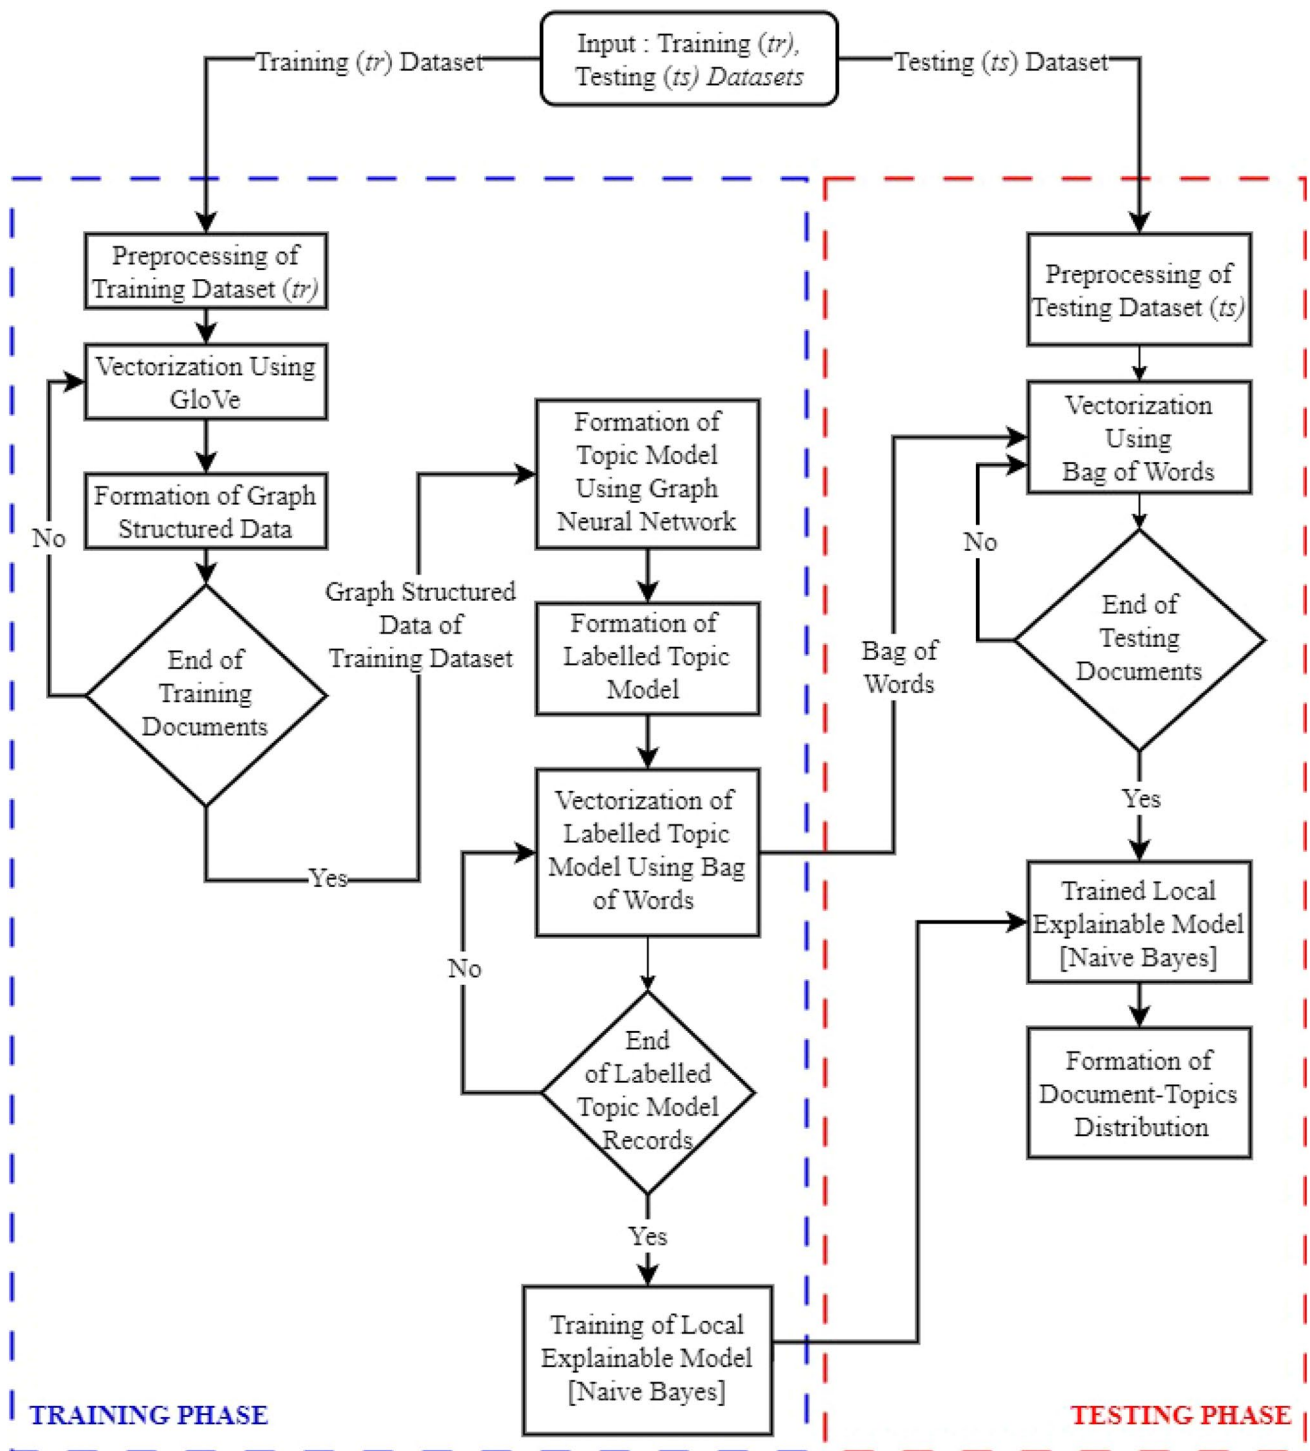 Input : Training (tr),
Testing (ts) Datasets
Training (tr) Dataset
Testing (ts) Dataset
Preprocessing of
Training Dataset (tr)
Vectorization Using
GloVe
Formation of Graph
Structured Data
No
End of
Training
Documents
Yes
Graph Structured
Data of
Training Dataset
Formation of
Topic Model
Using Graph
Neural Network
Formation of
Labelled Topic
Model
Vectorization of
Labelled Topic
Model Using Bag
of Words
No
End
of Labelled
Topic Model
Records
Yes
Training of Local
Explainable Model
[Naive Bayes]
TRAINING PHASE
Preprocessing of
Testing Dataset (ts)
Vectorization
Using
Bag of Words
No
Bag of
Words
End of
Testing
Documents
Yes
Trained Local
Explainable Model
[Naive Bayes]
Formation of
Document-Topics
Distribution
TESTING PHASE